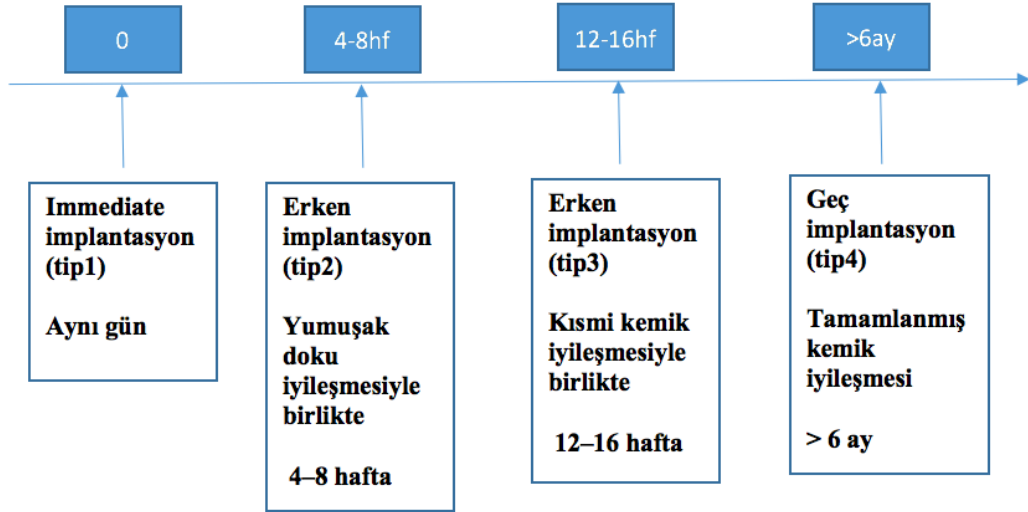 0
4-8hf
12-16hf
>6ay
Immediate
implantasyon
(tip1)
Aynı gün
Erken
implantasyon
(tip2)
Yumuşak
doku
iyileşmesiyle
birlikte
4–8 hafta
Erken
implantasyon
(tip3)
Kısmi kemik
iyileşmesiyle
birlikte
12–16 hafta
Geç
implantasyon
(tip4)
Tamamlanmış
kemik
iyileşmesi
> 6 ay